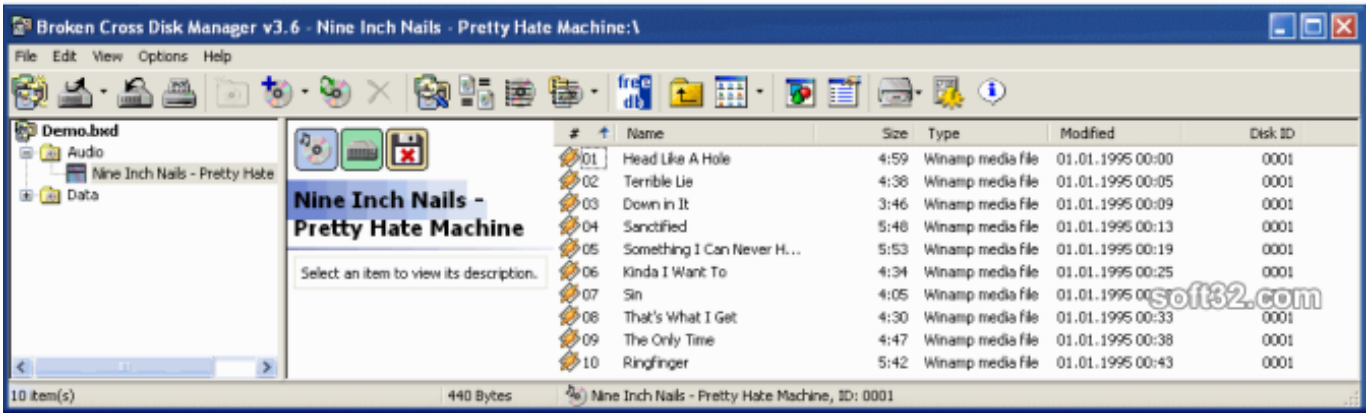 Broken Cross Disk Manager v3.6 - Nine Inch Nails - Pretty Hate Machine:\
File Edit View Options Help
free
db
Demo.bxd
Audio
Nine Inch Nails - Pretty Hate
Data
Nine Inch Nails -
Pretty Hate Machine
Select an item to view its description.
# Name Size Type Modified Disk ID
01 Head Like A Hole 4:59 Winamp media file 01.01.1995 00:00 0001
02 Terrible Lie 4:38 Winamp media file 01.01.1995 00:05 0001
03 Down in It 3:46 Winamp media file 01.01.1995 00:09 0001
04 Sanctified 5:48 Winamp media file 01.01.1995 00:13 0001
05 Something I Can Never H... 5:53 Winamp media file 01.01.1995 00:19 0001
06 Kinda I Want To 4:34 Winamp media file 01.01.1995 00:25 0001
07 Sin 4:05 Winamp media file 01.01.1995 0001
soft32.com
08 That's What I Get 4:30 Winamp media file 01.01.1995 00:33 0001
09 The Only Time 4:47 Winamp media file 01.01.1995 00:38 0001
10 Ringfinger 5:42 Winamp media file 01.01.1995 00:43 0001
10 item(s) 440 Bytes Nine Inch Nails - Pretty Hate Machine, ID: 0001